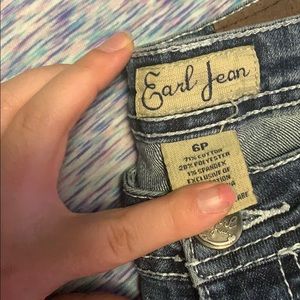 Earl Jean
6P
71% COTTON
28% POLYESTER
1% SPANDEX
EXCLUSIVE OF